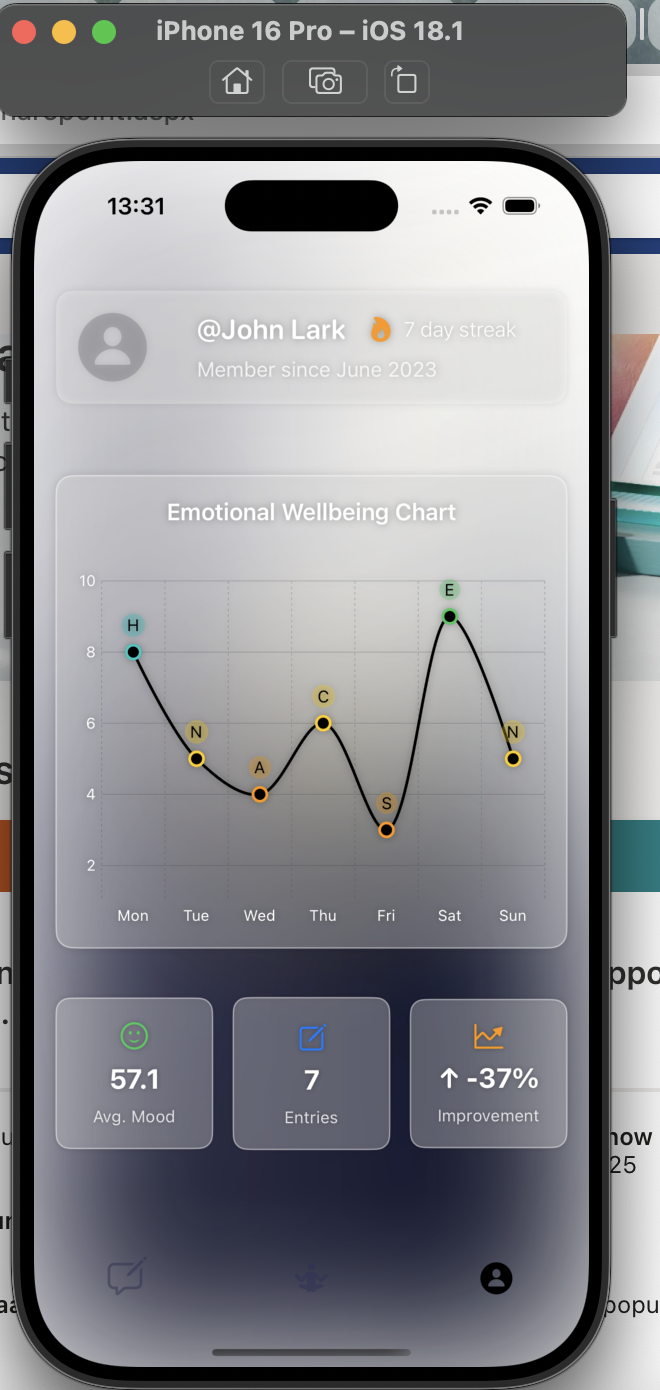 iPhone 16 Pro – iOS 18.1
13:31
@John Lark 7 day streak
Member since June 2023
Emotional Wellbeing Chart
10
8
6
4
2
H
N
A
C
S
E
N
Mon Tue Wed Thu Fri Sat Sun
57.1
Avg. Mood
7
Entries
↑ -37%
Improvement
25